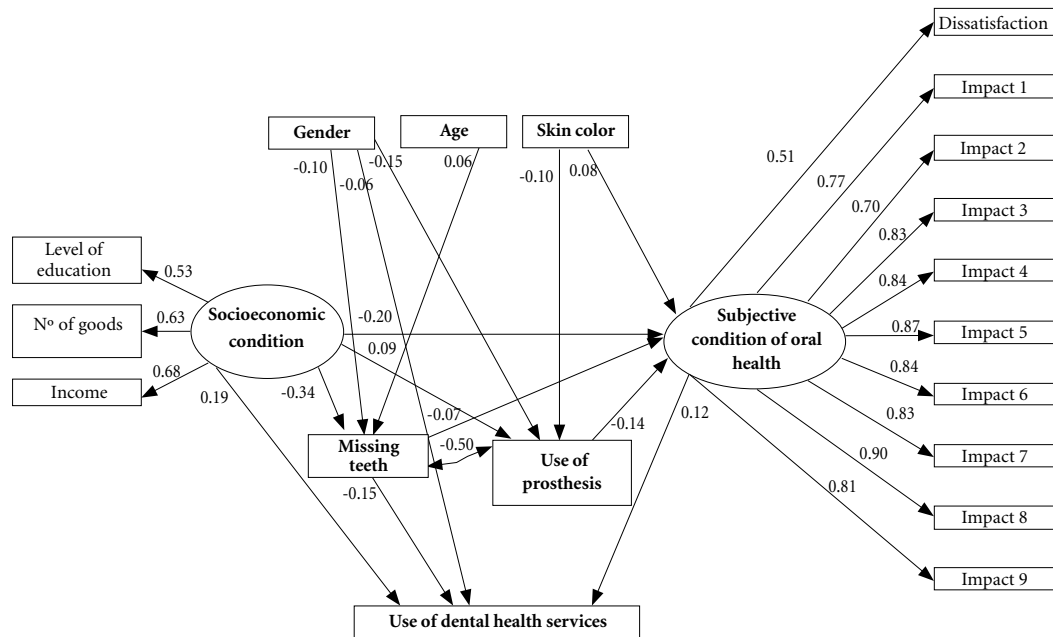 Dissatisfaction
Impact 1
Gender
Age
Skin color
-0.10
-0.15
-0.06
0.06
-0.10
0.08
0.51
0.77
Impact 2
0.70
Impact 3
0.83
Level of
education
0.53
Impact 4
0.84
Nº of goods
0.63
Socioeconomic
condition
-0.20
0.09
Subjective
condition of oral
health
0.87
Impact 5
Income
0.68
0.19
-0.34
0.84
Impact 6
-0.07
-0.14
0.12
0.83
Missing
teeth
-0.50
Use of
prosthesis
Impact 7
0.90
-0.15
0.81
Impact 8
Impact 9
Use of dental health services